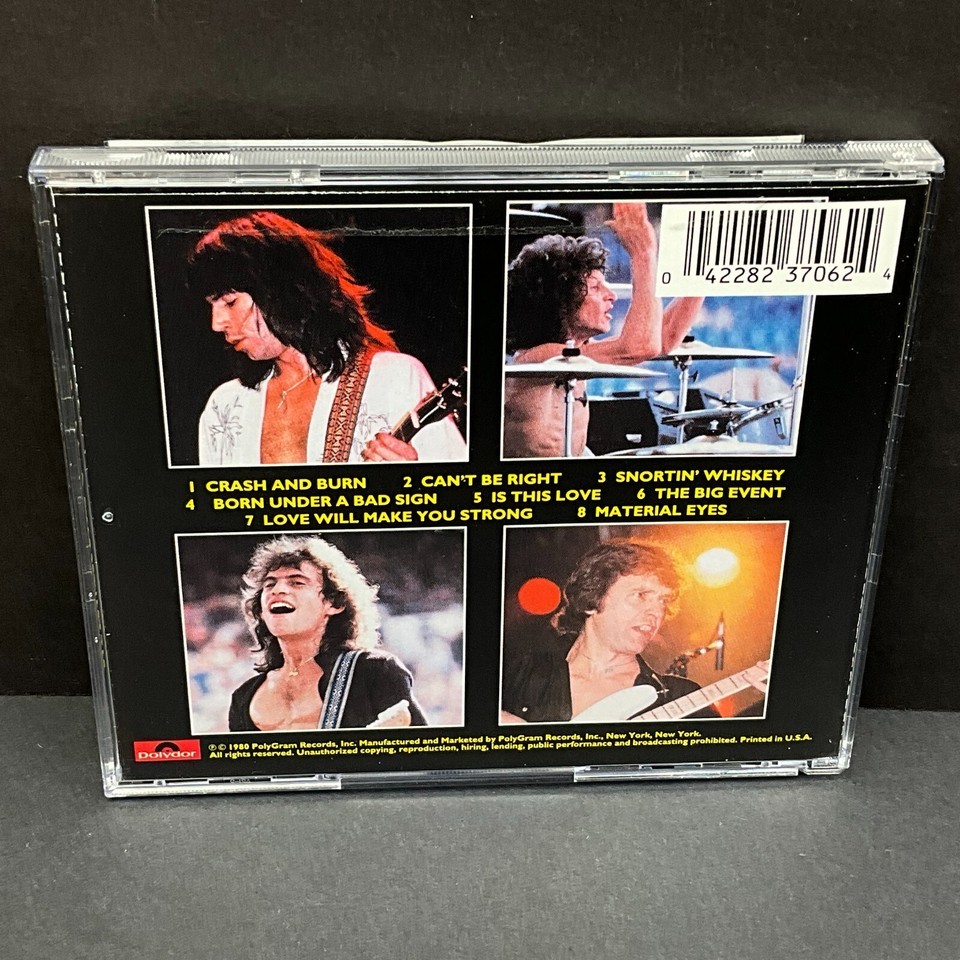 0 42282 37062 4
1 CRASH AND BURN 2 CAN'T BE RIGHT 3 SNORTIN' WHISKEY
4 BORN UNDER A BAD SIGN 5 IS THIS LOVE 6 THE BIG EVENT
7 LOVE WILL MAKE YOU STRONG 8 MATERIAL EYES
Polydor
℗ © 1980 PolyGram Records, Inc. Manufactured and Marketed by PolyGram Records, Inc., New York, New York.
All rights reserved. Unauthorized copying, reproduction, hiring, lending, public performance and broadcasting prohibited. Printed in U.S.A.